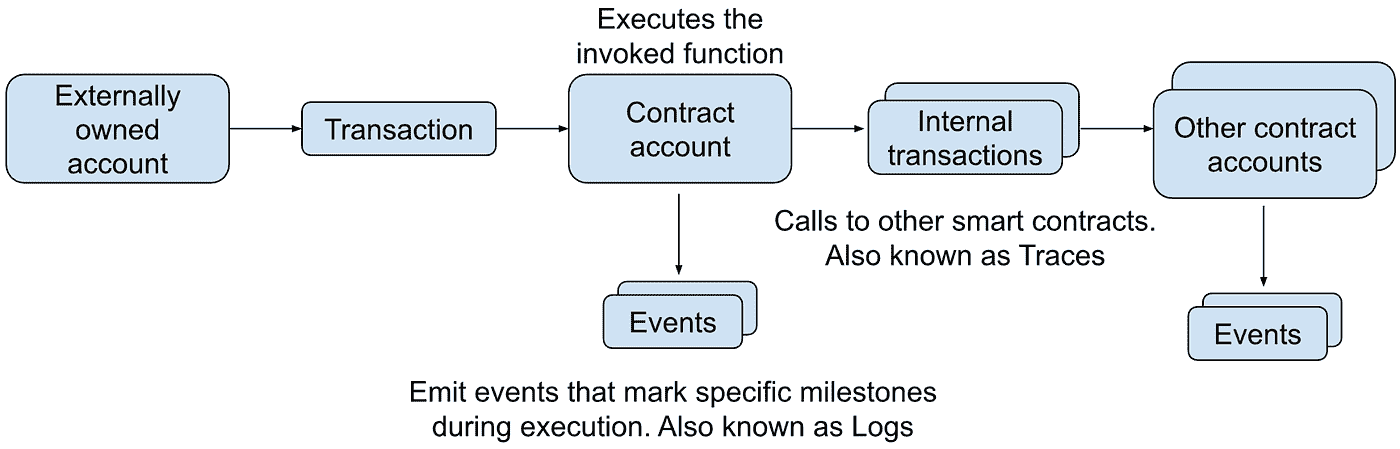 Executes the
invoked function
Externally
owned
account
Transaction
Contract
account
Internal
transactions
Other contract
accounts
Calls to other smart contracts.
Also known as Traces
Events
Events
Emit events that mark specific milestones
during execution. Also known as Logs